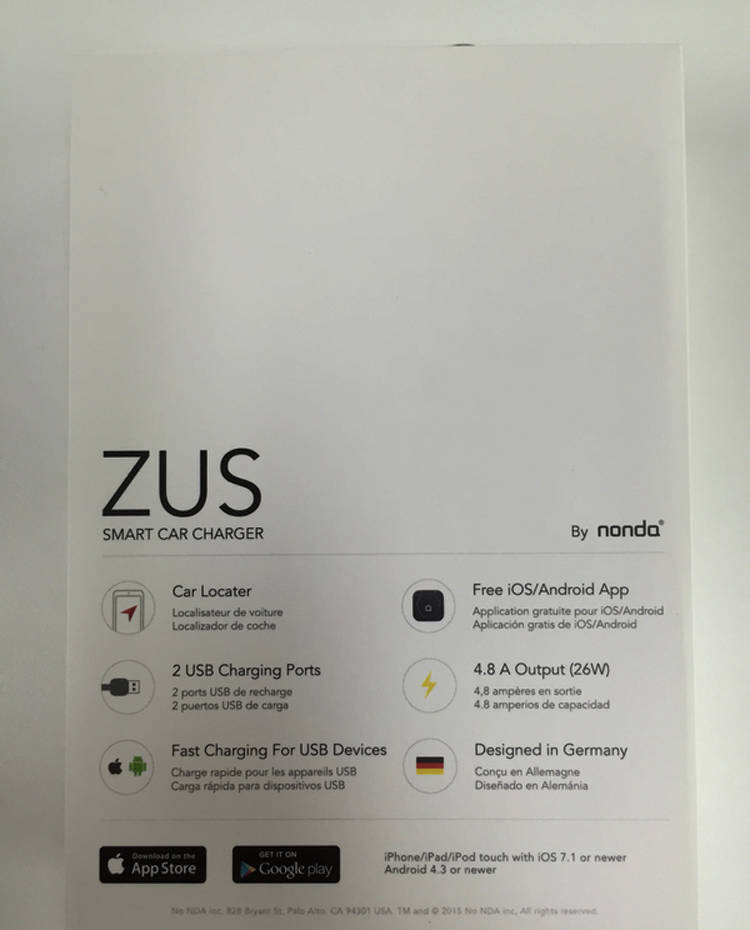 ZUS
SMART CAR CHARGER
By nonda®
Car Locater
Localisateur de voiture
Localizador de coche
Free iOS/Android App
Application gratuite pour iOS/Android
Aplicación gratis de iOS/Android
2 USB Charging Ports
2 ports USB de recharge
2 puertos USB de carga
4.8 A Output (26W)
4,8 ampères en sortie
4.8 amperios de capacidad
Fast Charging For USB Devices
Charge rapide pour les appareils USB
Carga rápida para dispositivos USB
Designed in Germany
Conçu en Allemagne
Diseñado en Alemánia
Download on the
App Store
GET IT ON
Google play
iPhone/iPad/iPod touch with iOS 7.1 or newer
Android 4.3 or newer
No NDA inc, 828 Bryant St, Palo Alto, CA 94301 USA. TM and © 2015 No NDA inc, All rights reserved.